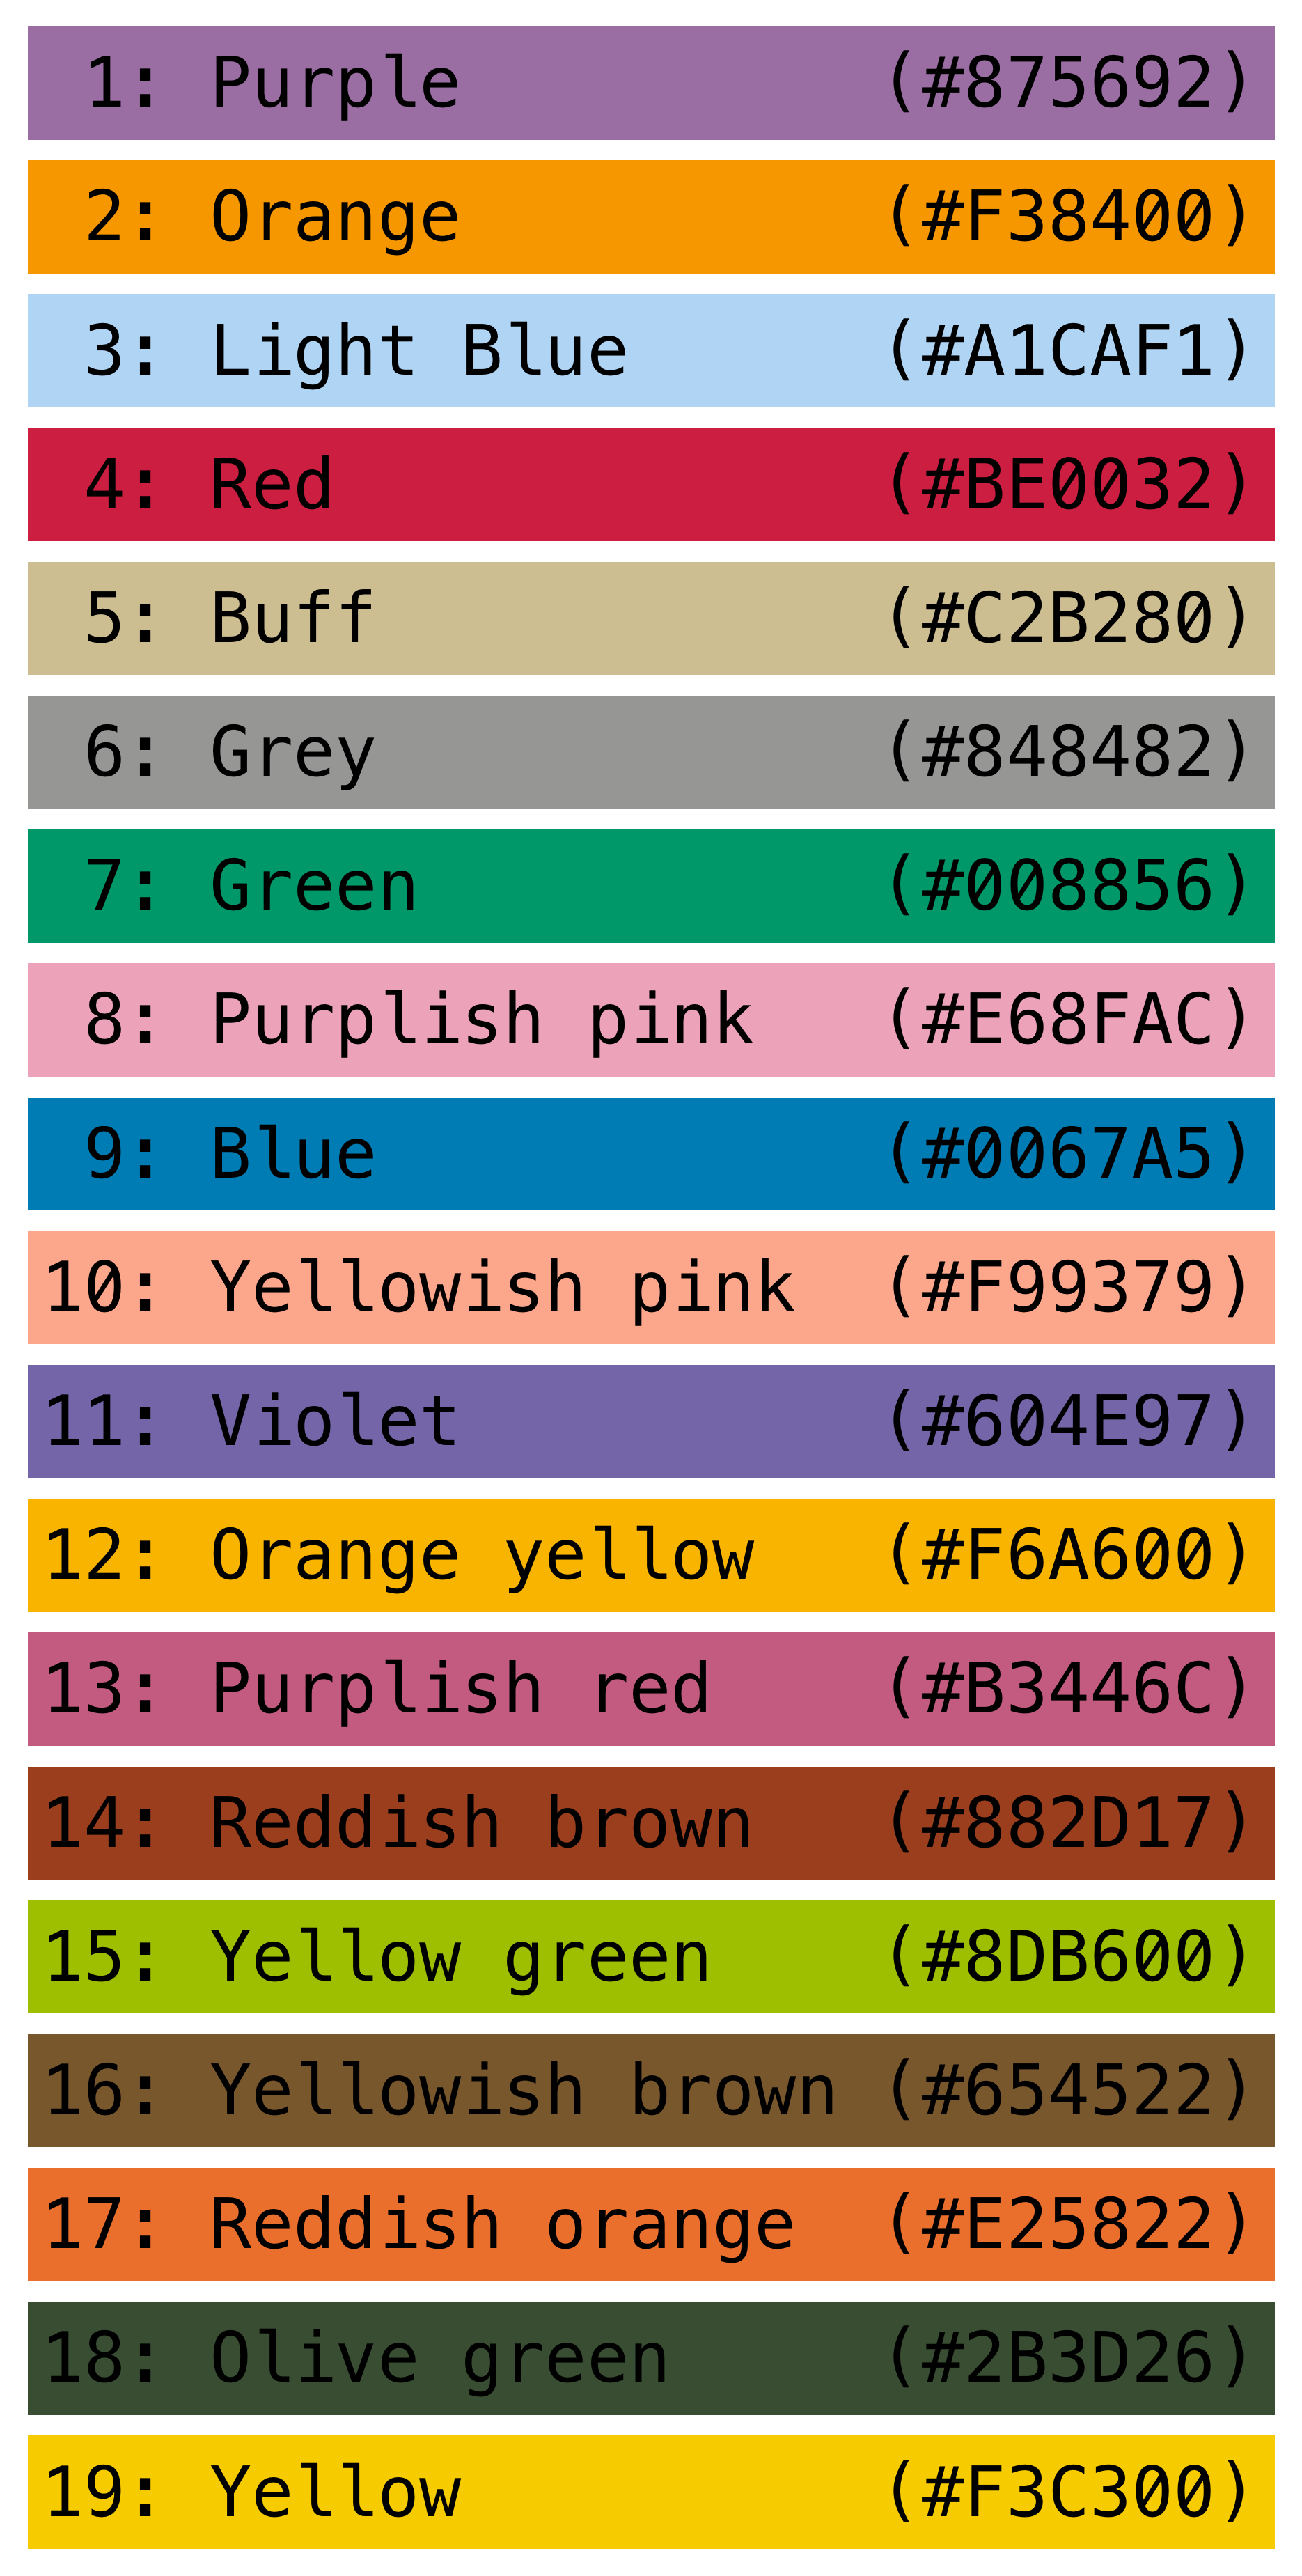 1: Purple (#875692)
2: Orange (#F38400)
3: Light Blue (#A1CAF1)
4: Red (#BE0032)
5: Buff (#C2B280)
6: Grey (#848482)
7: Green (#008856)
8: Purplish pink (#E68FAC)
9: Blue (#0067A5)
10: Yellowish pink (#F99379)
11: Violet (#604E97)
12: Orange yellow (#F6A600)
13: Purplish red (#B3446C)
14: Reddish brown (#882D17)
15: Yellow green (#8DB600)
16: Yellowish brown (#654522)
17: Reddish orange (#E25822)
18: Olive green (#2B3D26)
19: Yellow (#F3C300)